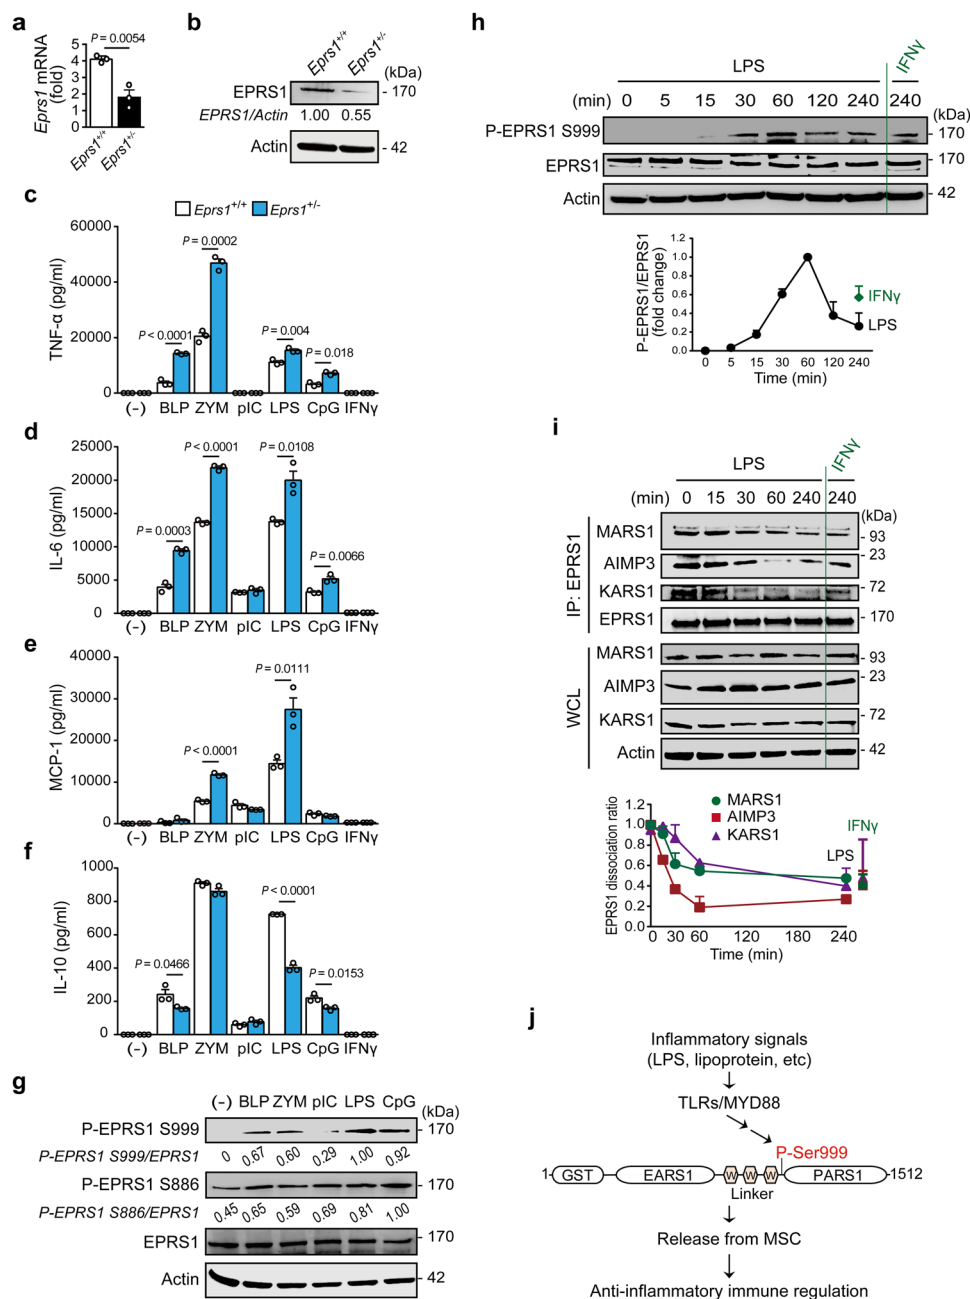 a
P = 0.0054
Eprs1 mRNA
(fold)
5
4
3
2
1
0
Eprs1+/+
Eprs1+/-
b
Eprs1+/+
Eprs1+/-
(kDa)
EPRS1
- 170
EPRS1/Actin 1.00 0.55
Actin
- 42
c
Eprs1+/+ Eprs1+/-
TNF-α (pg/ml)
60000
40000
20000
0
P < 0.0001
P = 0.0002
P = 0.004
P = 0.018
(-) BLP ZYM pIC LPS CpG IFNγ
d
IL-6 (pg/ml)
25000
20000
15000
10000
5000
0
P = 0.0003
P < 0.0001
P = 0.0108
P = 0.0066
(-) BLP ZYM pIC LPS CpG IFNγ
e
MCP-1 (pg/ml)
40000
30000
20000
10000
0
P < 0.0001
P = 0.0111
(-) BLP ZYM pIC LPS CpG IFNγ
f
IL-10 (pg/ml)
1000
800
600
400
200
0
P = 0.0466
P < 0.0001
P = 0.0153
(-) BLP ZYM pIC LPS CpG IFNγ
g
(-) BLP ZYM pIC LPS CpG
(kDa)
P-EPRS1 S999
- 170
P-EPRS1 S999/EPRS1 0 0.67 0.60 0.29 1.00 0.92
P-EPRS1 S886
- 170
P-EPRS1 S886/EPRS1 0.45 0.65 0.59 0.69 0.81 1.00
EPRS1
- 170
Actin
- 42
h
LPS
IFNγ
(min) 0 5 15 30 60 120 240 240
(kDa)
P-EPRS1 S999
- 170
EPRS1
- 170
Actin
- 42
P-EPRS1/EPRS1
(fold change)
1.2
1.0
0.8
0.6
0.4
0.2
0
IFNγ
LPS
0 5 15 30 60 120 240
Time (min)
i
LPS
IFNγ
(min) 0 15 30 60 240 240
(kDa)
IP: EPRS1
MARS1
- 93
AIMP3
- 23
KARS1
- 72
EPRS1
- 170
WCL
MARS1
- 93
AIMP3
- 23
KARS1
- 72
Actin
- 42
EPRS1 dissociation ratio
1.2
1.0
0.8
0.6
0.4
0.2
0.0
MARS1
AIMP3
KARS1
IFNγ
LPS
0 30 60 120 180 240
Time (min)
j
Inflammatory signals
(LPS, lipoprotein, etc)
TLRs/MYD88
P-Ser999
1 GST EARS1 W W W PARS1 1512
Linker
Release from MSC
Anti-inflammatory immune regulation